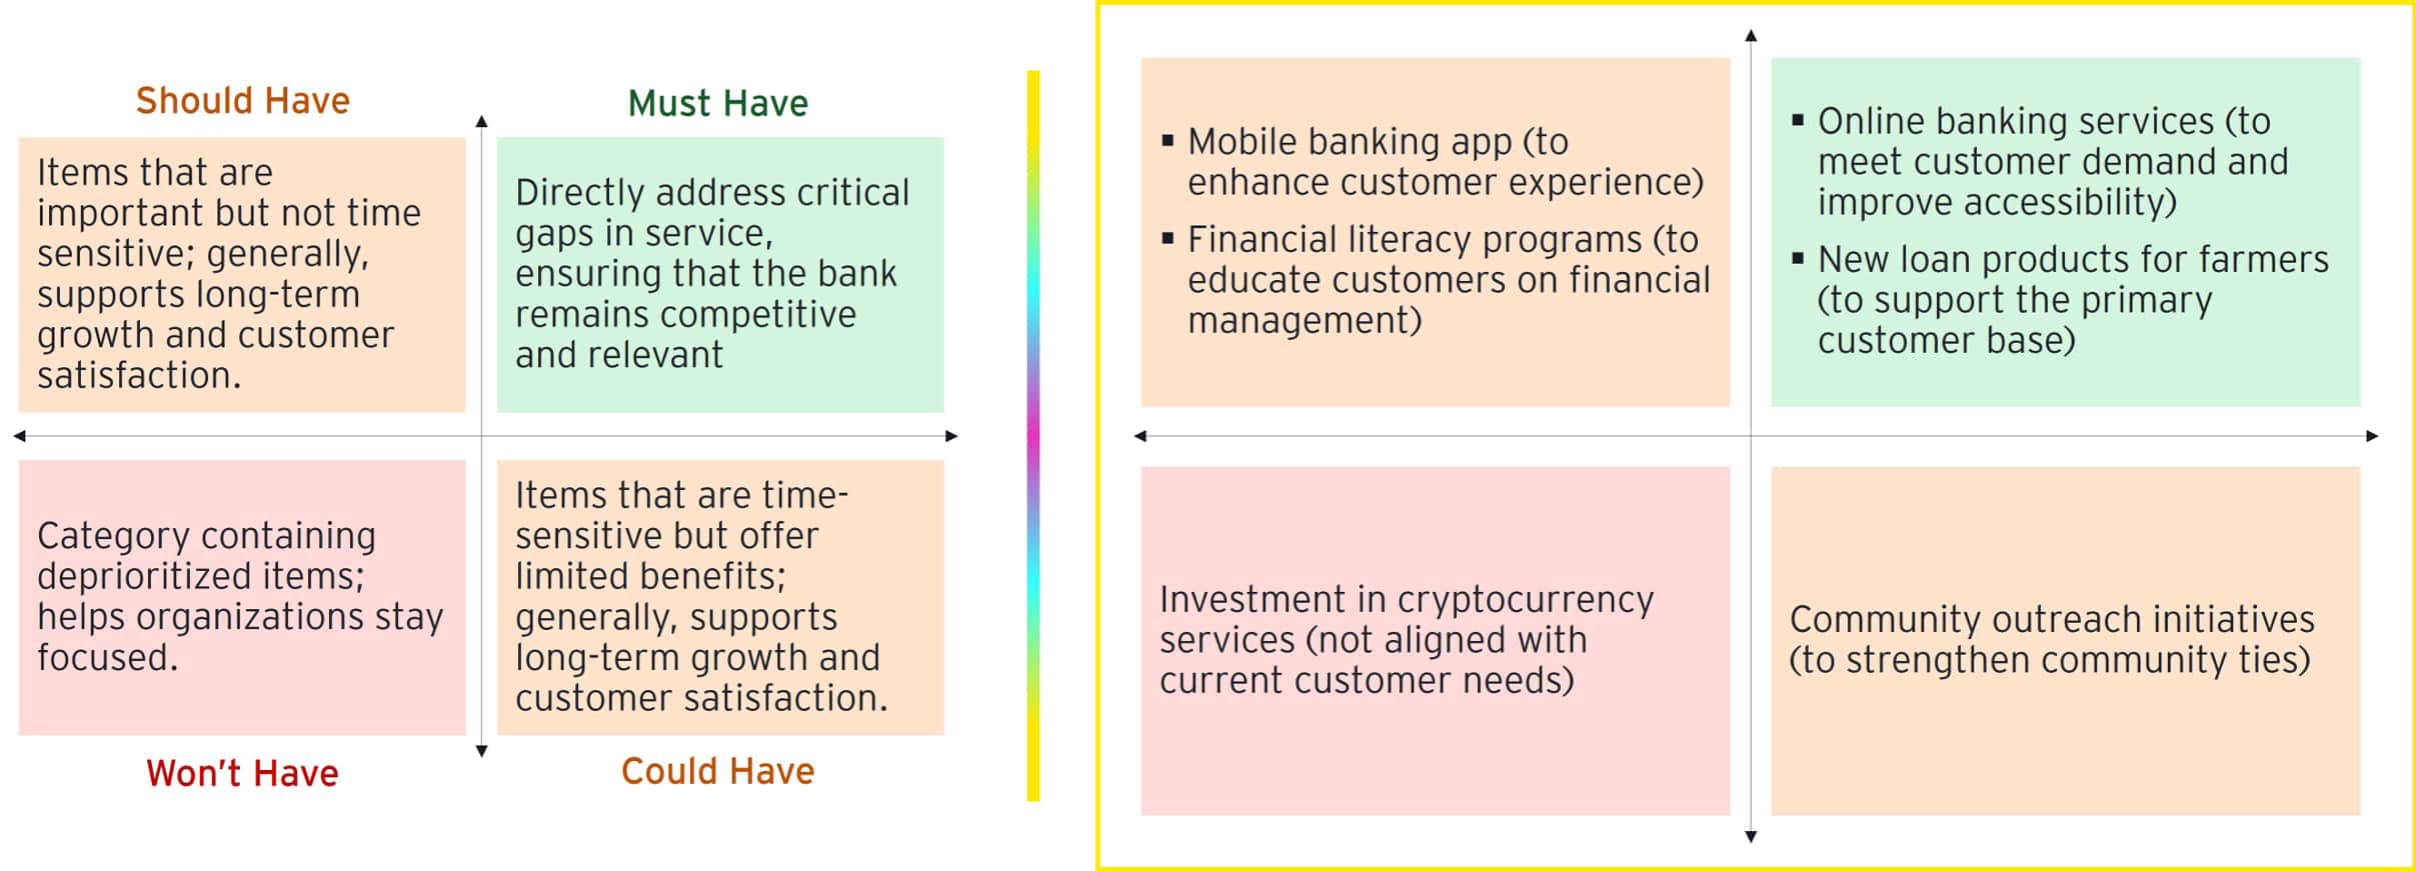 Should Have
Items that are
important but not time
sensitive; generally,
supports long-term
growth and customer
satisfaction.
Must Have
Directly address critical
gaps in service,
ensuring that the bank
remains competitive
and relevant
Category containing
deprioritized items;
helps organizations stay
focused.
Won't Have
Items that are time-
sensitive but offer
limited benefits;
generally, supports
long-term growth and
customer satisfaction.
Could Have
▪ Mobile banking app (to
enhance customer experience)
▪ Financial literacy programs (to
educate customers on financial
management)
▪ Online banking services (to
meet customer demand and
improve accessibility)
▪ New loan products for farmers
(to support the primary
customer base)
Investment in cryptocurrency
services (not aligned with
current customer needs)
Community outreach initiatives
(to strengthen community ties)